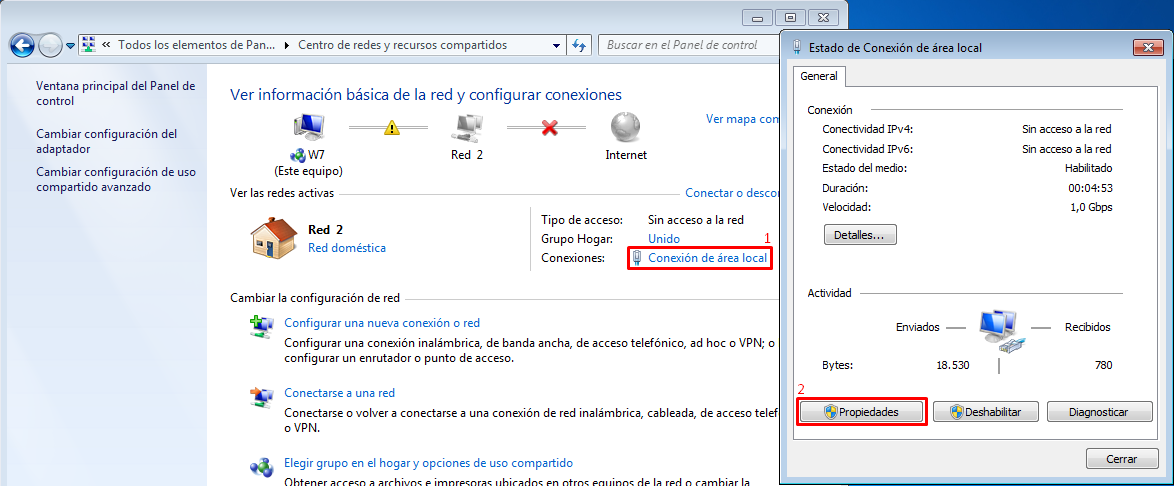 « Todos los elementos de Pan... ▸ Centro de redes y recursos compartidos
Buscar en el Panel de control
Ventana principal del Panel de
control
Cambiar configuración del
adaptador
Cambiar configuración de uso
compartido avanzado
Ver información básica de la red y configurar conexiones
Ver mapa com
W7
(Este equipo)
Red 2
Internet
Ver las redes activas
Conectar o descon
Red 2
Red doméstica
Tipo de acceso: Sin acceso a la red
Grupo Hogar: Unido 1
Conexiones: Conexión de área local
Cambiar la configuración de red
Configurar una nueva conexión o red
Configurar una conexión inalámbrica, de banda ancha, de acceso telefónico, ad hoc o VPN; o
configurar un enrutador o punto de acceso.
Conectarse a una red
Conectarse o volver a conectarse a una conexión de red inalámbrica, cableada, de acceso telef
o VPN.
Elegir grupo en el hogar y opciones de uso compartido
Obtener acceso a archivos e impresoras ubicados en otros equipos de la red o cambiar la
Estado de Conexión de área local
General
Conexión
Conectividad IPv4: Sin acceso a la red
Conectividad IPv6: Sin acceso a la red
Estado del medio: Habilitado
Duración: 00:04:53
Velocidad: 1,0 Gbps
Detalles...
Actividad
Enviados — — Recibidos
Bytes: 18.530 | 780
2
Propiedades Deshabilitar Diagnosticar
Cerrar